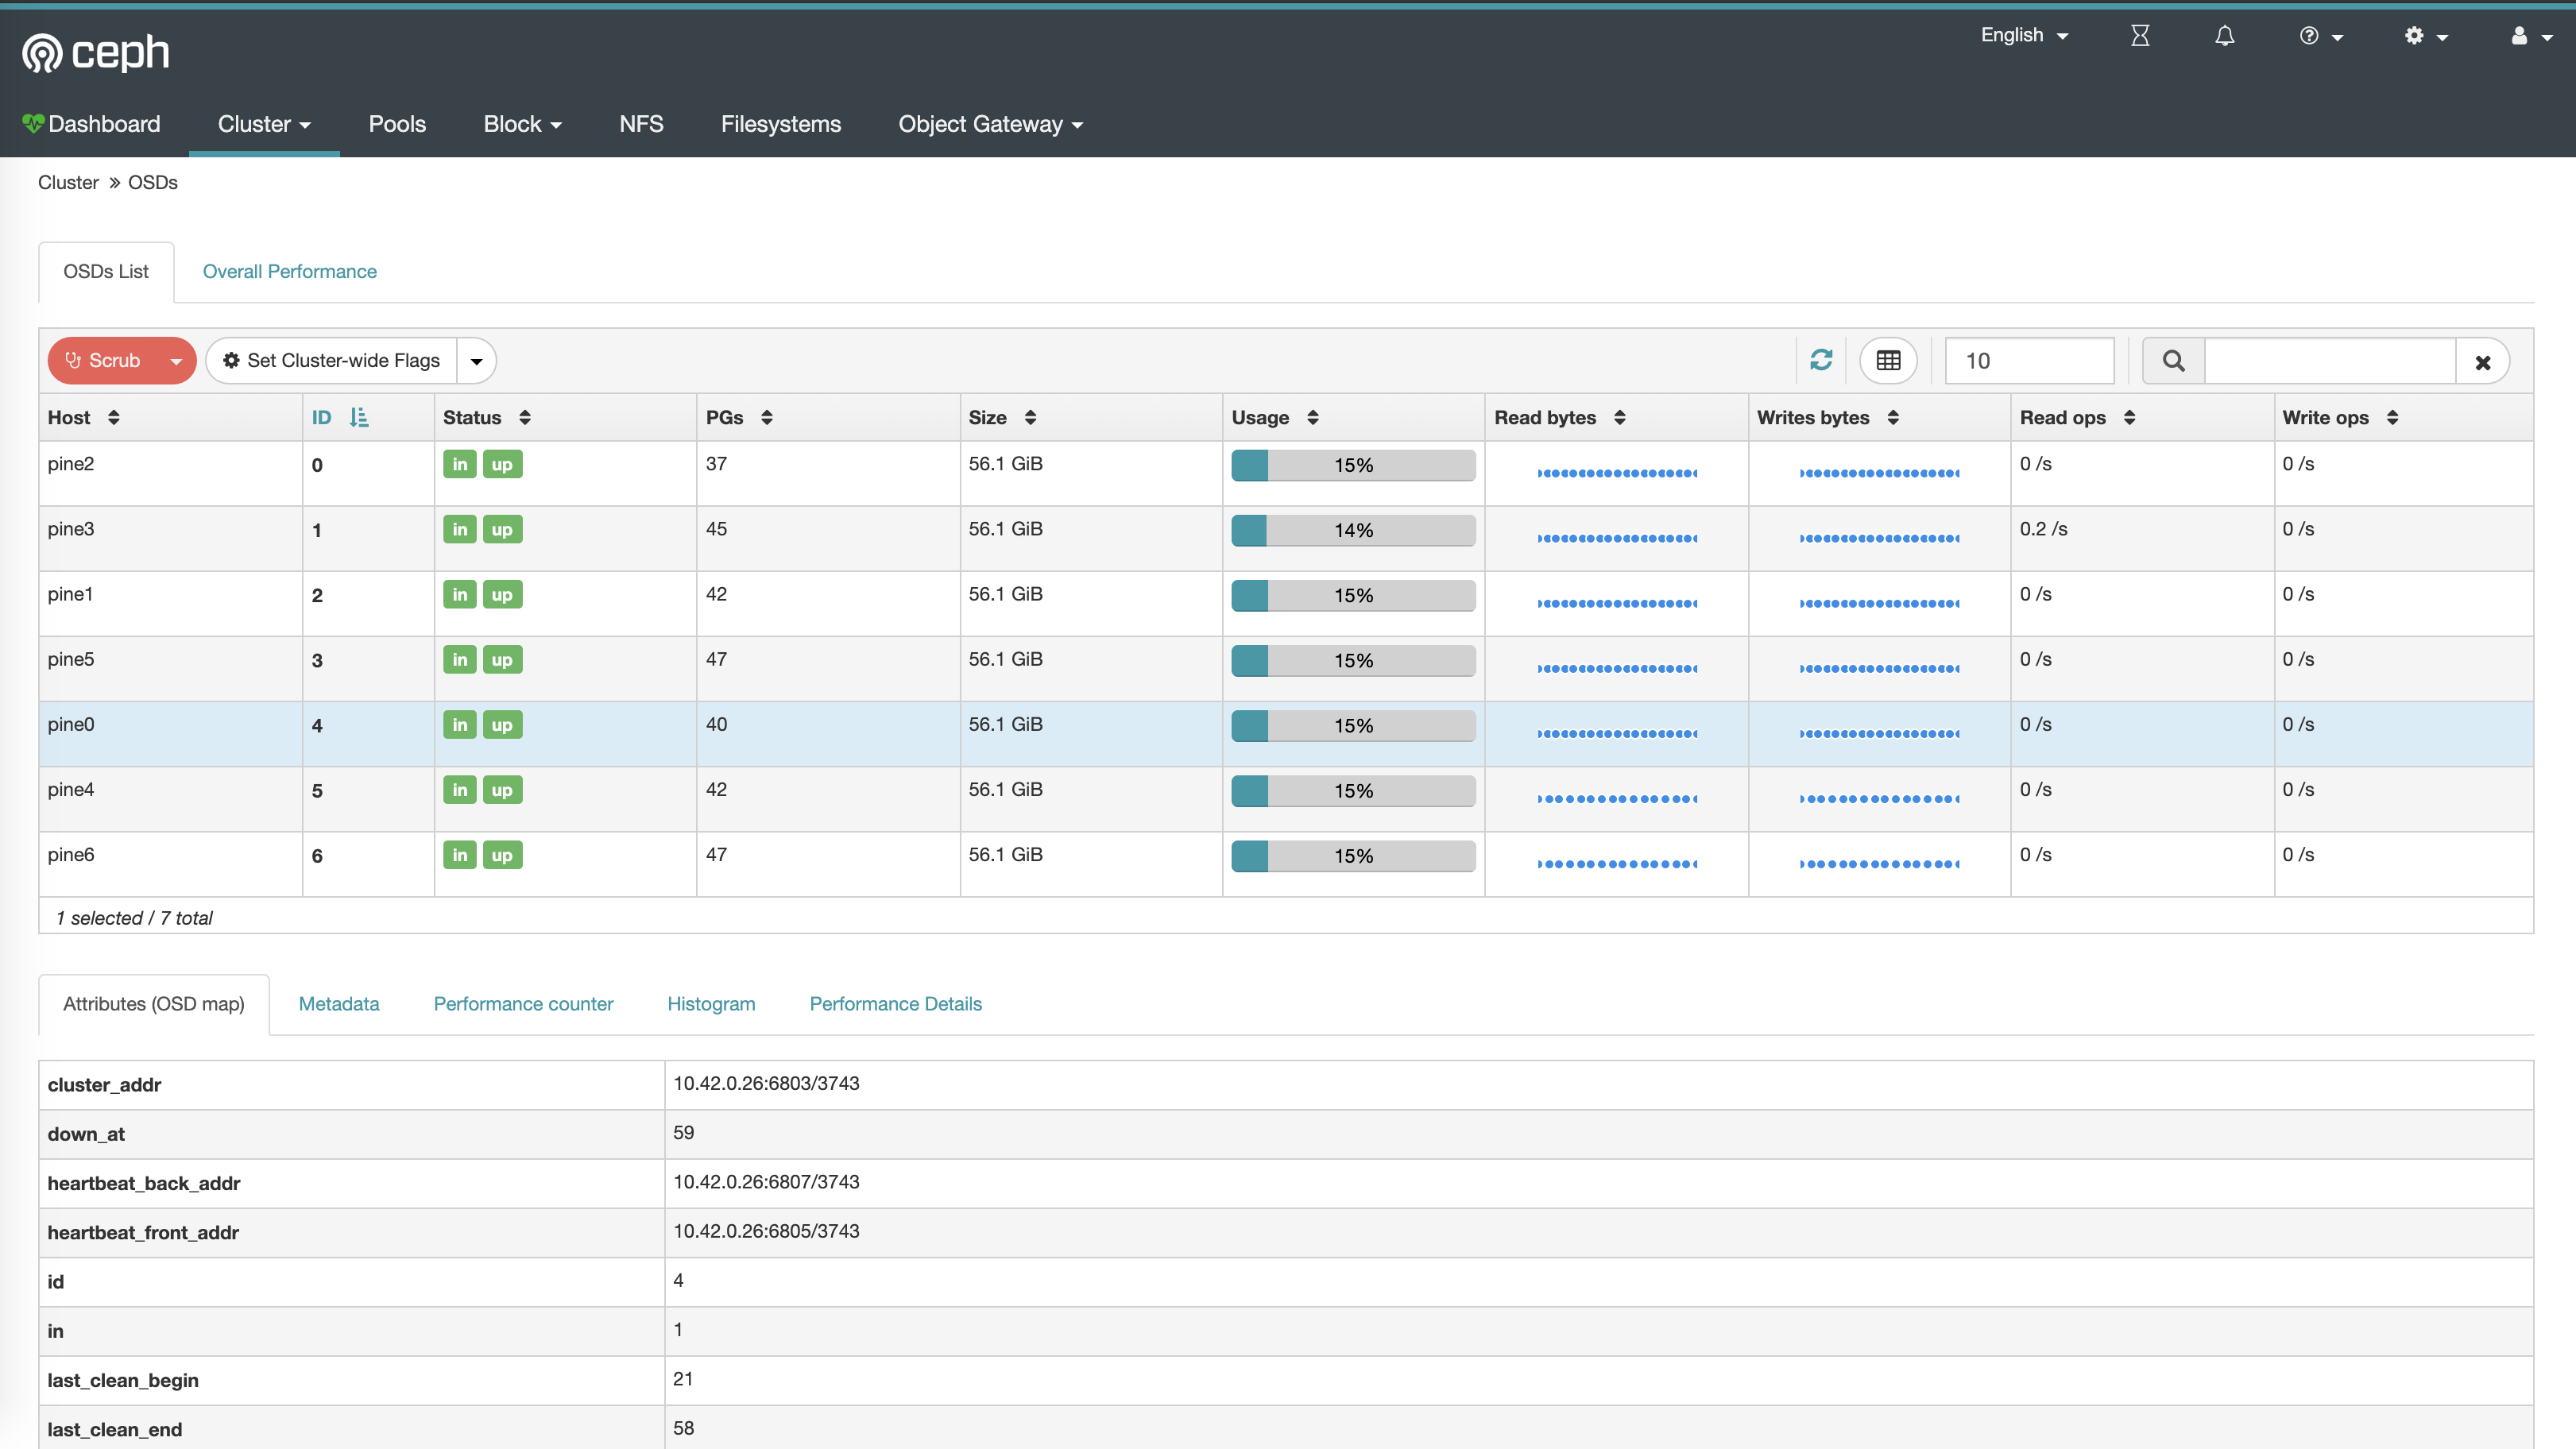 ceph
English
Dashboard Cluster Pools Block NFS Filesystems Object Gateway
Cluster » OSDs
OSDs List Overall Performance
Scrub Set Cluster-wide Flags 10
Host ID Status PGs Size Usage Read bytes Writes bytes Read ops Write ops
pine2 0 in up 37 56.1 GiB 15% 0 /s 0 /s
pine3 1 in up 45 56.1 GiB 14% 0.2 /s 0 /s
pine1 2 in up 42 56.1 GiB 15% 0 /s 0 /s
pine5 3 in up 47 56.1 GiB 15% 0 /s 0 /s
pine0 4 in up 40 56.1 GiB 15% 0 /s 0 /s
pine4 5 in up 42 56.1 GiB 15% 0 /s 0 /s
pine6 6 in up 47 56.1 GiB 15% 0 /s 0 /s
1 selected / 7 total
Attributes (OSD map) Metadata Performance counter Histogram Performance Details
cluster_addr 10.42.0.26:6803/3743
down_at 59
heartbeat_back_addr 10.42.0.26:6807/3743
heartbeat_front_addr 10.42.0.26:6805/3743
id 4
in 1
last_clean_begin 21
last_clean_end 58